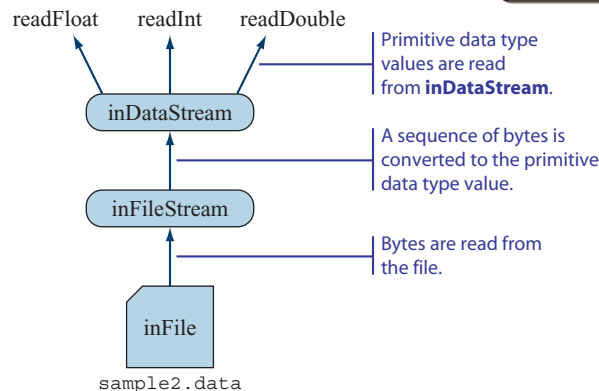 readFloat readInt readDouble
Primitive data type
values are read
from inDataStream.
inDataStream
A sequence of bytes is
converted to the primitive
data type value.
inFileStream
Bytes are read from
the file.
inFile
sample2.data